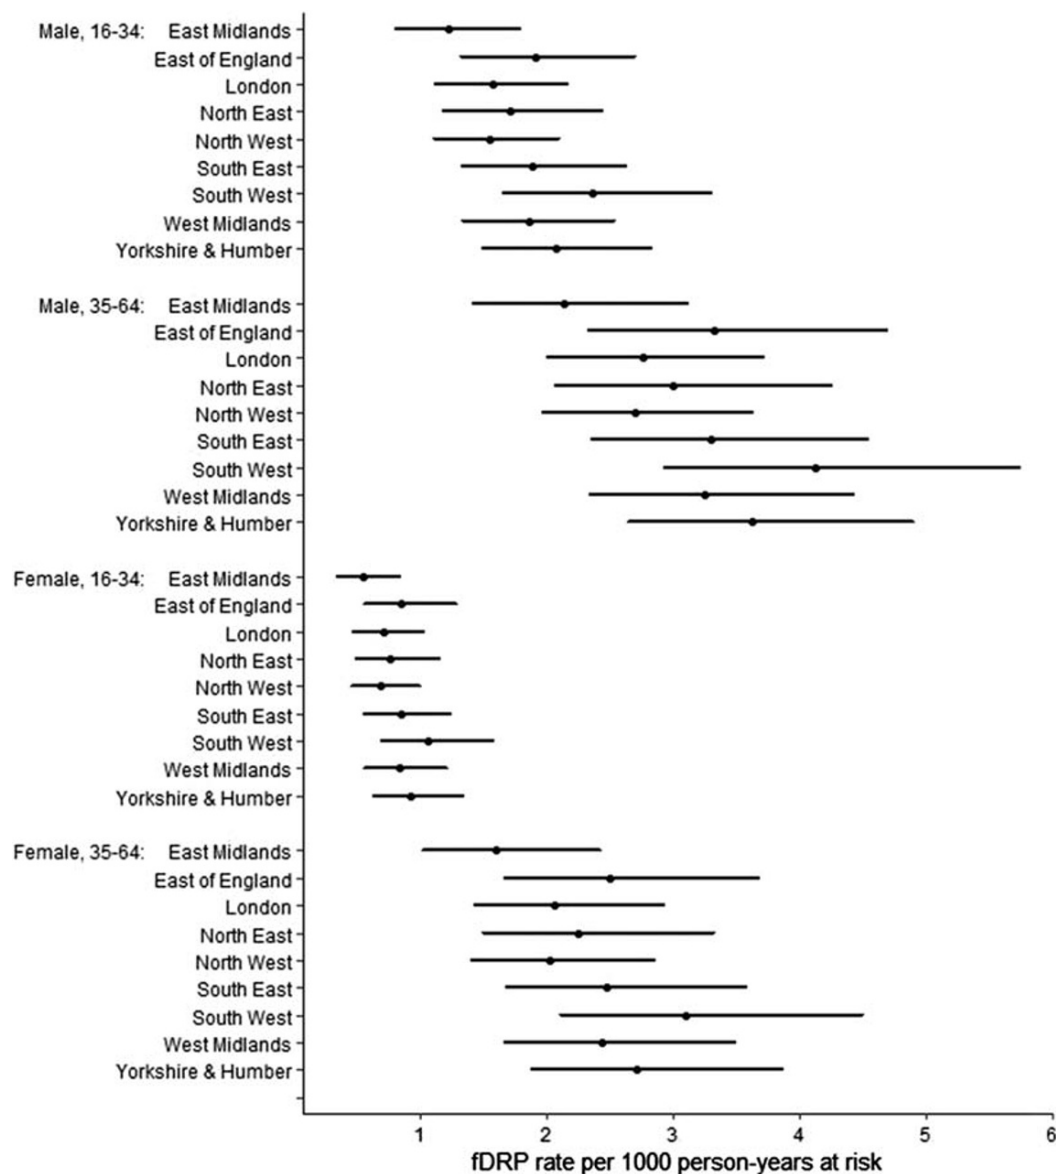 Male, 16-34: East Midlands
East of England
London
North East
North West
South East
South West
West Midlands
Yorkshire & Humber
Male, 35-64: East Midlands
East of England
London
North East
North West
South East
South West
West Midlands
Yorkshire & Humber
Female, 16-34: East Midlands
East of England
London
North East
North West
South East
South West
West Midlands
Yorkshire & Humber
Female, 35-64: East Midlands
East of England
London
North East
North West
South East
South West
West Midlands
Yorkshire & Humber
1 2 3 4 5 6
fDRP rate per 1000 person-years at risk